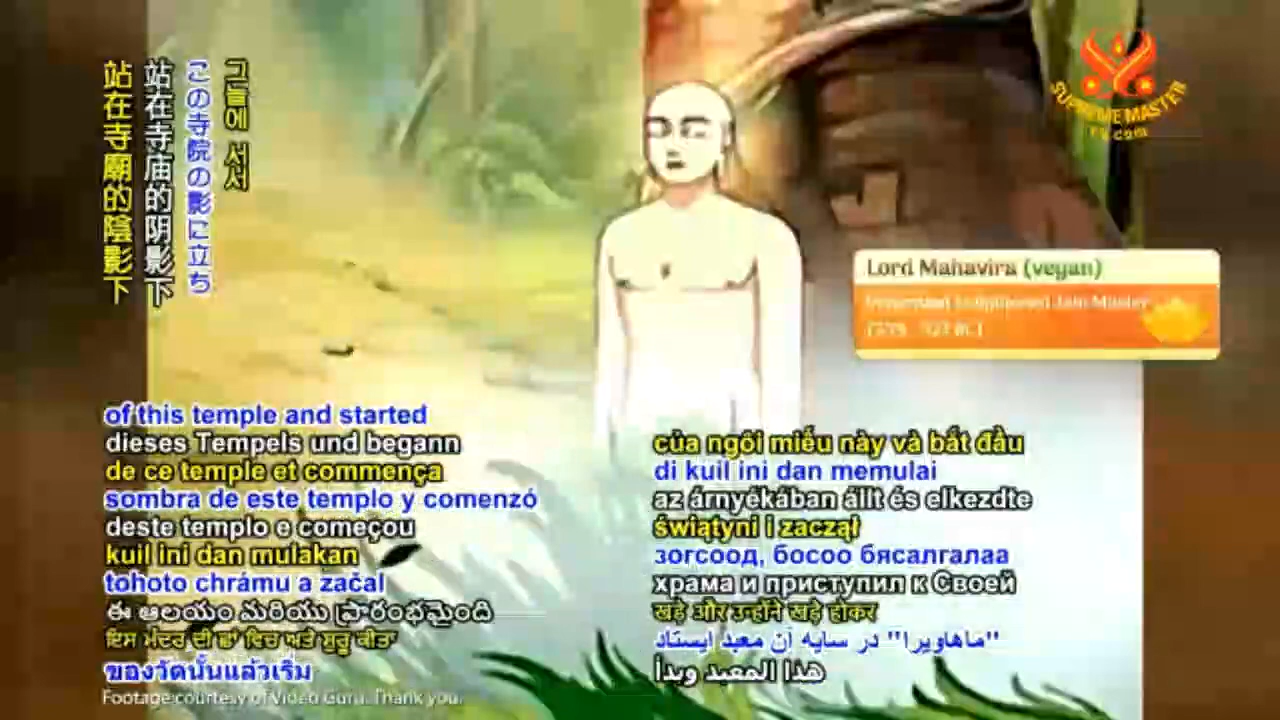 站在寺廟的陰影下
站在寺庙的阴影下
この寺院の影に立ち
그늘에 서서
SUPREME MASTER
TV.com
Lord Mahavira (vegan)
Enlightened Jain Master
of this temple and started
dieses Tempels und begann
de ce temple et commença
sombra de este templo y comenzó
deste templo e começou
kuil ini dan mulakan
tohoto chrámu a začal
ఈ ఆలయం మరియు ప్రారంభమైంది
ਇਸ ਮੰਦਰ ਦੀ ਛਾਂ ਵਿਚ ਅਤੇ ਸ਼ੁਰੂ ਕੀਤਾ
ของวัดนั้นแล้วเริ่ม
Footage courtesy of Video Guru. Thank you.
của ngôi miếu này và bắt đầu
di kuil ini dan memulai
az árnyékában állt és elkezdte
świątyni i zaczął
зогсоод, босоо бясалгалаа
храма и приступил к Своей
खड़े और उन्होंने खड़े होकर
"ماهاویرا" در سایه آن معبد ایستاد
هذا المعبد وبدأ